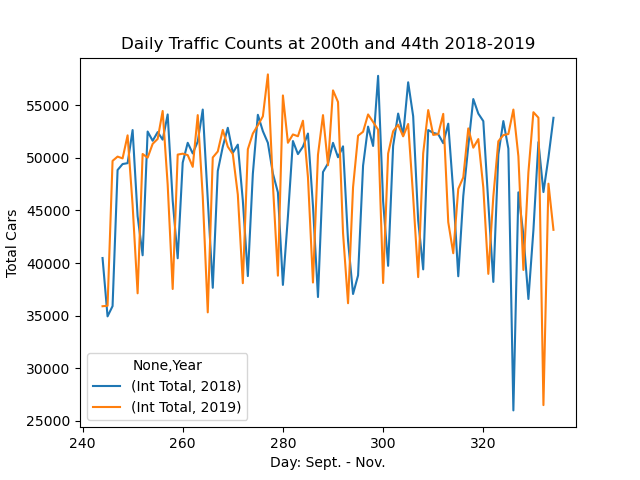 Daily Traffic Counts at 200th and 44th 2018-2019
Total Cars
55000
50000
45000
40000
35000
30000
25000
None,Year
(Int Total, 2018)
(Int Total, 2019)
240
260
280
300
320
Day: Sept. - Nov.